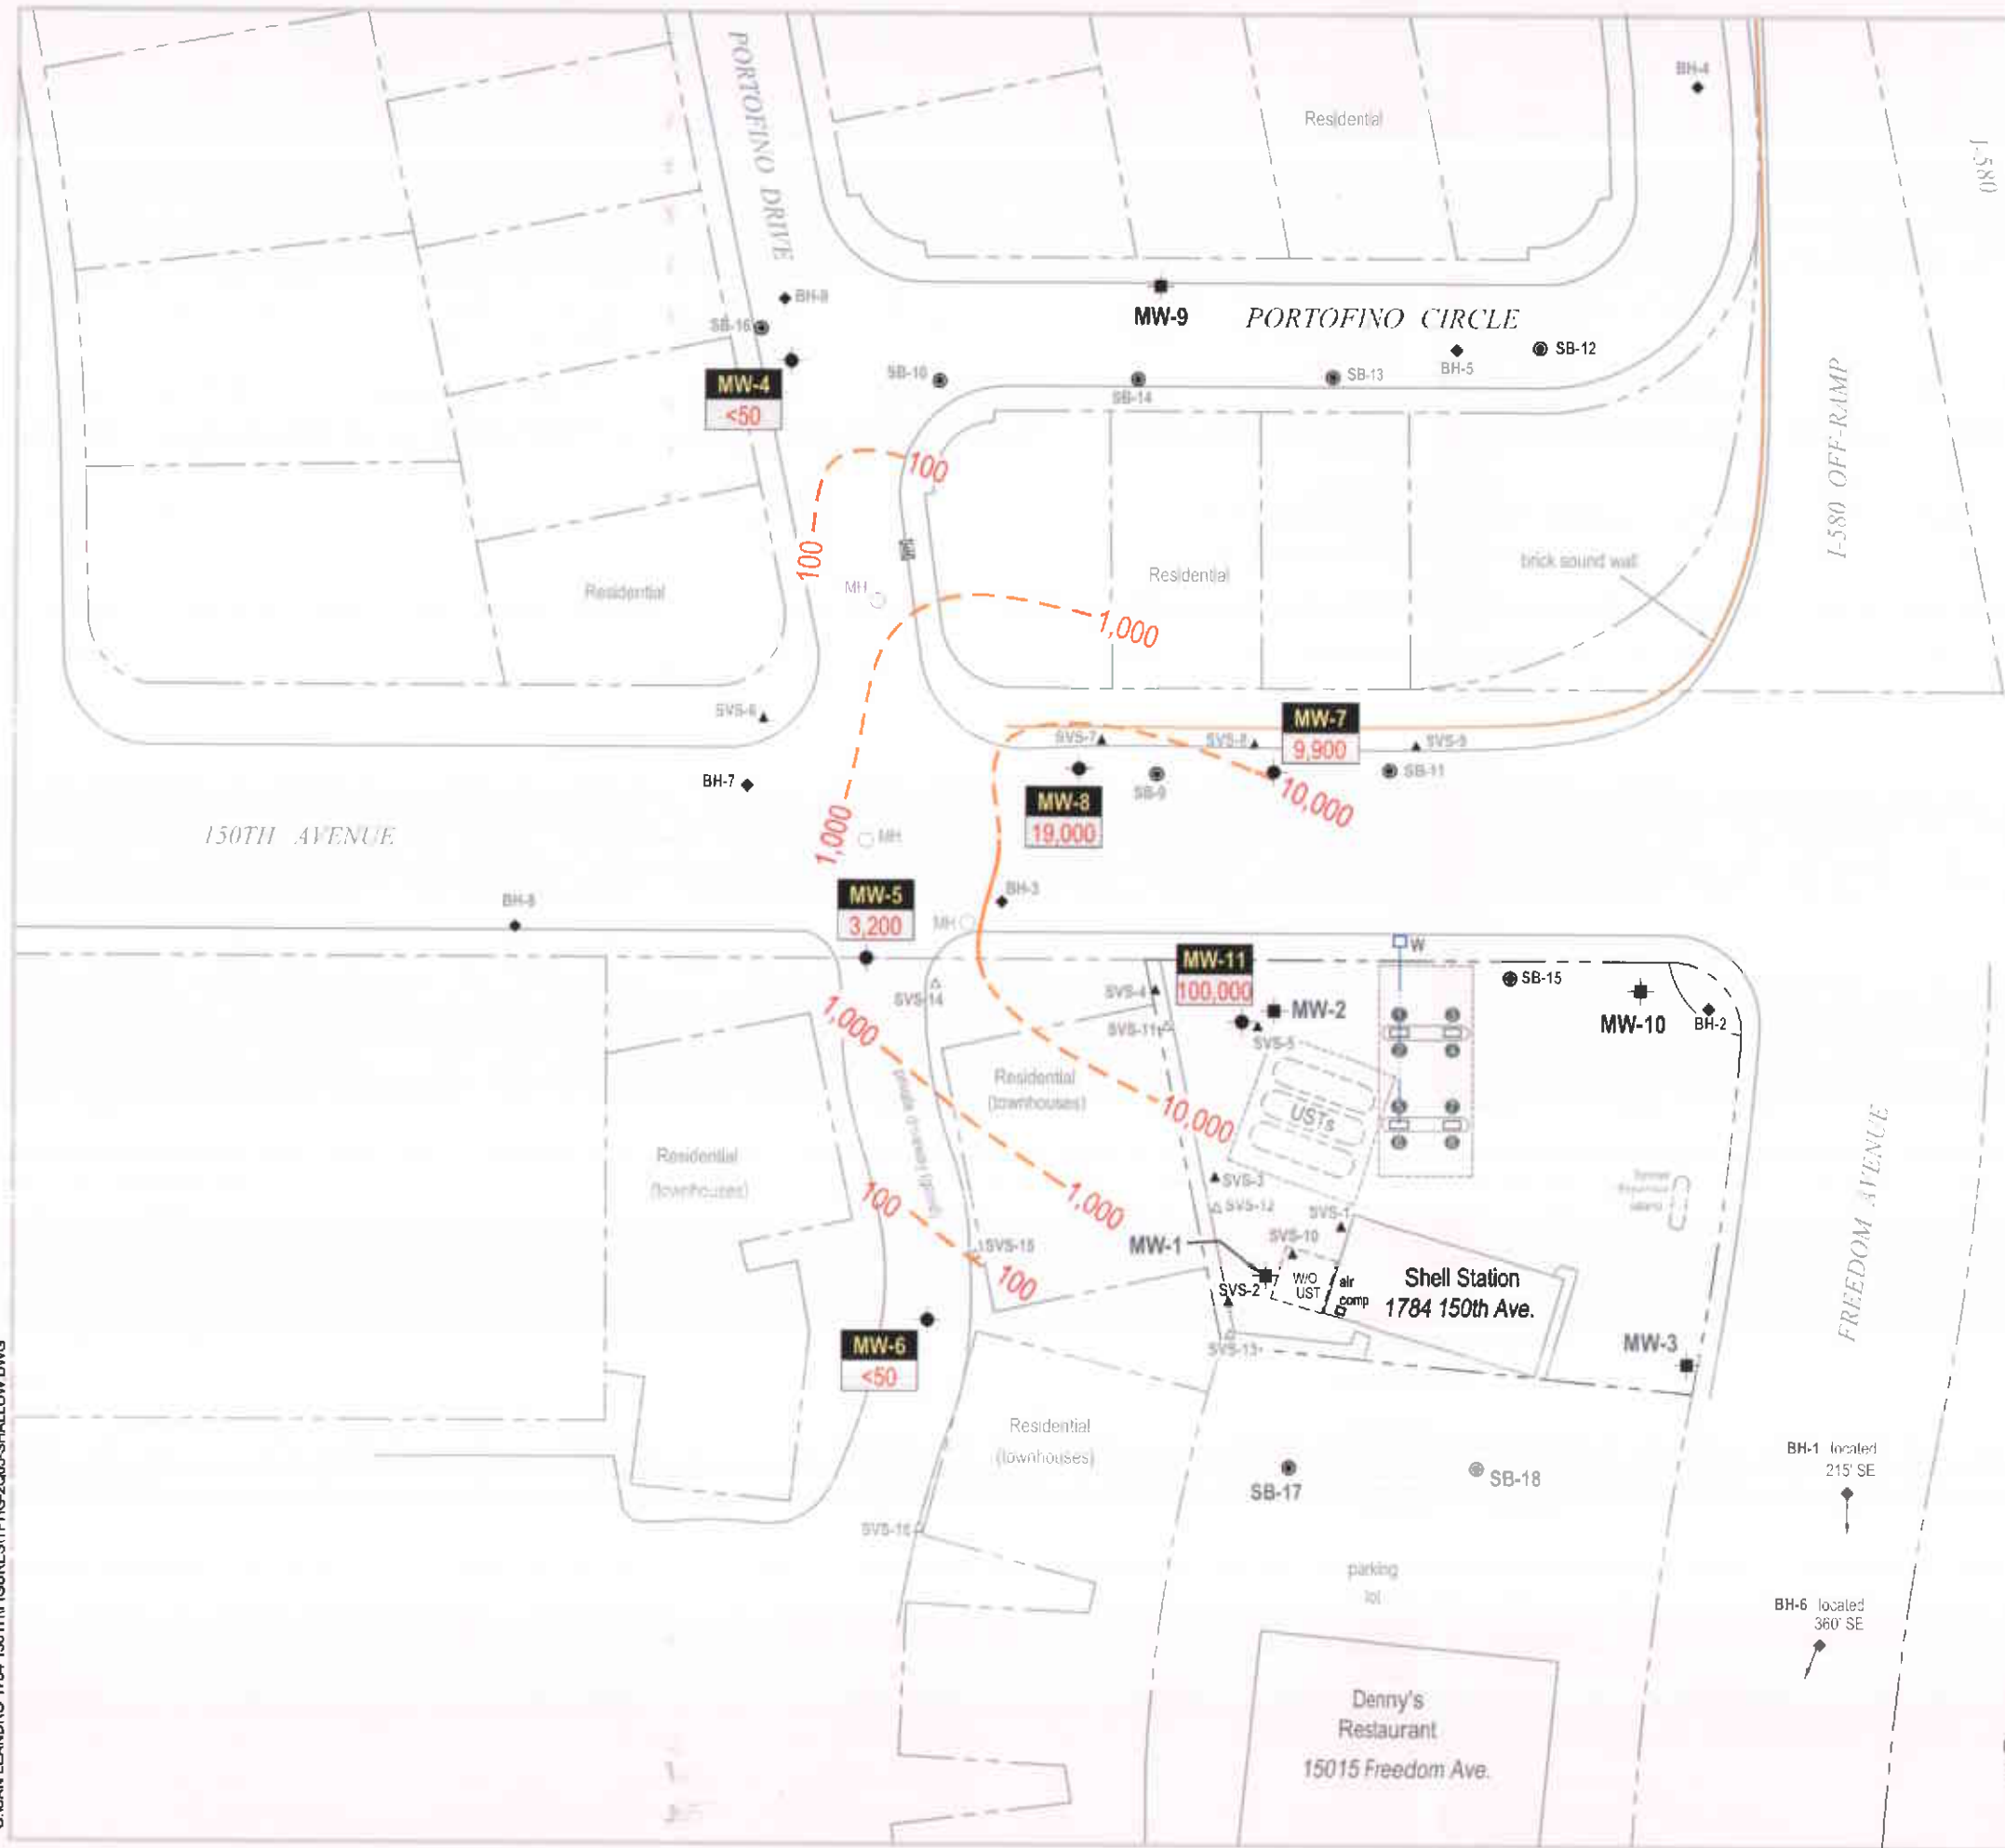 PORTOFINO DRIVE
Residential
BH-4
I-580
BH-9
SB-16
MW-9
PORTOFINO CIRCLE
SB-12
BH-5
MW-4
<50
SB-10
SB-14
SB-13
I-580 OFF-RAMP
100
100
MH
Residential
Residential
brick sound wall
1,000
SVS-6
SVS-7
SVS-8
MW-7
9,900
SVS-9
SB-11
BH-7
MW-8
19,000
SB-9
10,000
150TH AVENUE
1,000
MH
BH-8
MW-5
3,200
MH
BH-3
W
MW-11
100,000
SVS-4
SVS-14
SVS-11
MW-2
SVS-5
SB-15
MW-10
BH-2
1,000
Residential
(townhouses)
10,000
USTs
private driveway (gated)
Residential
(townhouses)
100
1,000
SVS-3
SVS-12
SVS-1
SVS-10
MW-1
SVS-15
100
SVS-2
W/O
UST
air
comp
Shell Station
1784 150th Ave.
FREEDOM AVENUE
MW-6
<50
SVS-13
MW-3
Residential
(townhouses)
SB-17
SB-18
BH-1 located
215' SE
SVS-16
parking
lot
BH-6 located
360' SE
Denny's
Restaurant
15015 Freedom Ave.